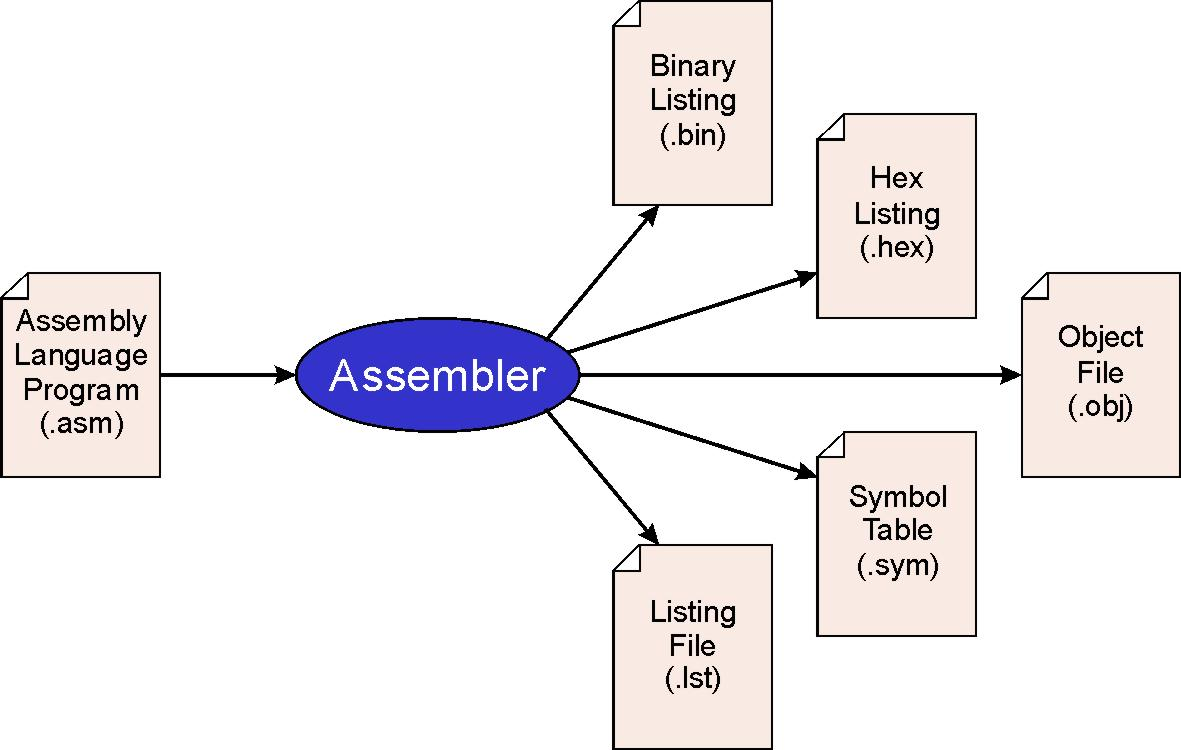 Binary
Listing
(.bin)
Hex
Listing
(.hex)
Assembly
Language
Program
(.asm)
Assembler
Object
File
(.obj)
Symbol
Table
(.sym)
Listing
File
(.lst)